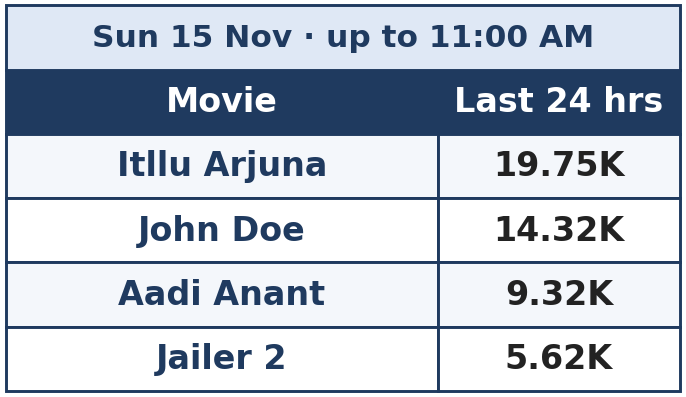 Sun 15 Nov · up to 11:00 AM
Movie Last 24 hrs
Itllu Arjuna 19.75K
John Doe 14.32K
Aadi Anant 9.32K
Jailer 2 5.62K